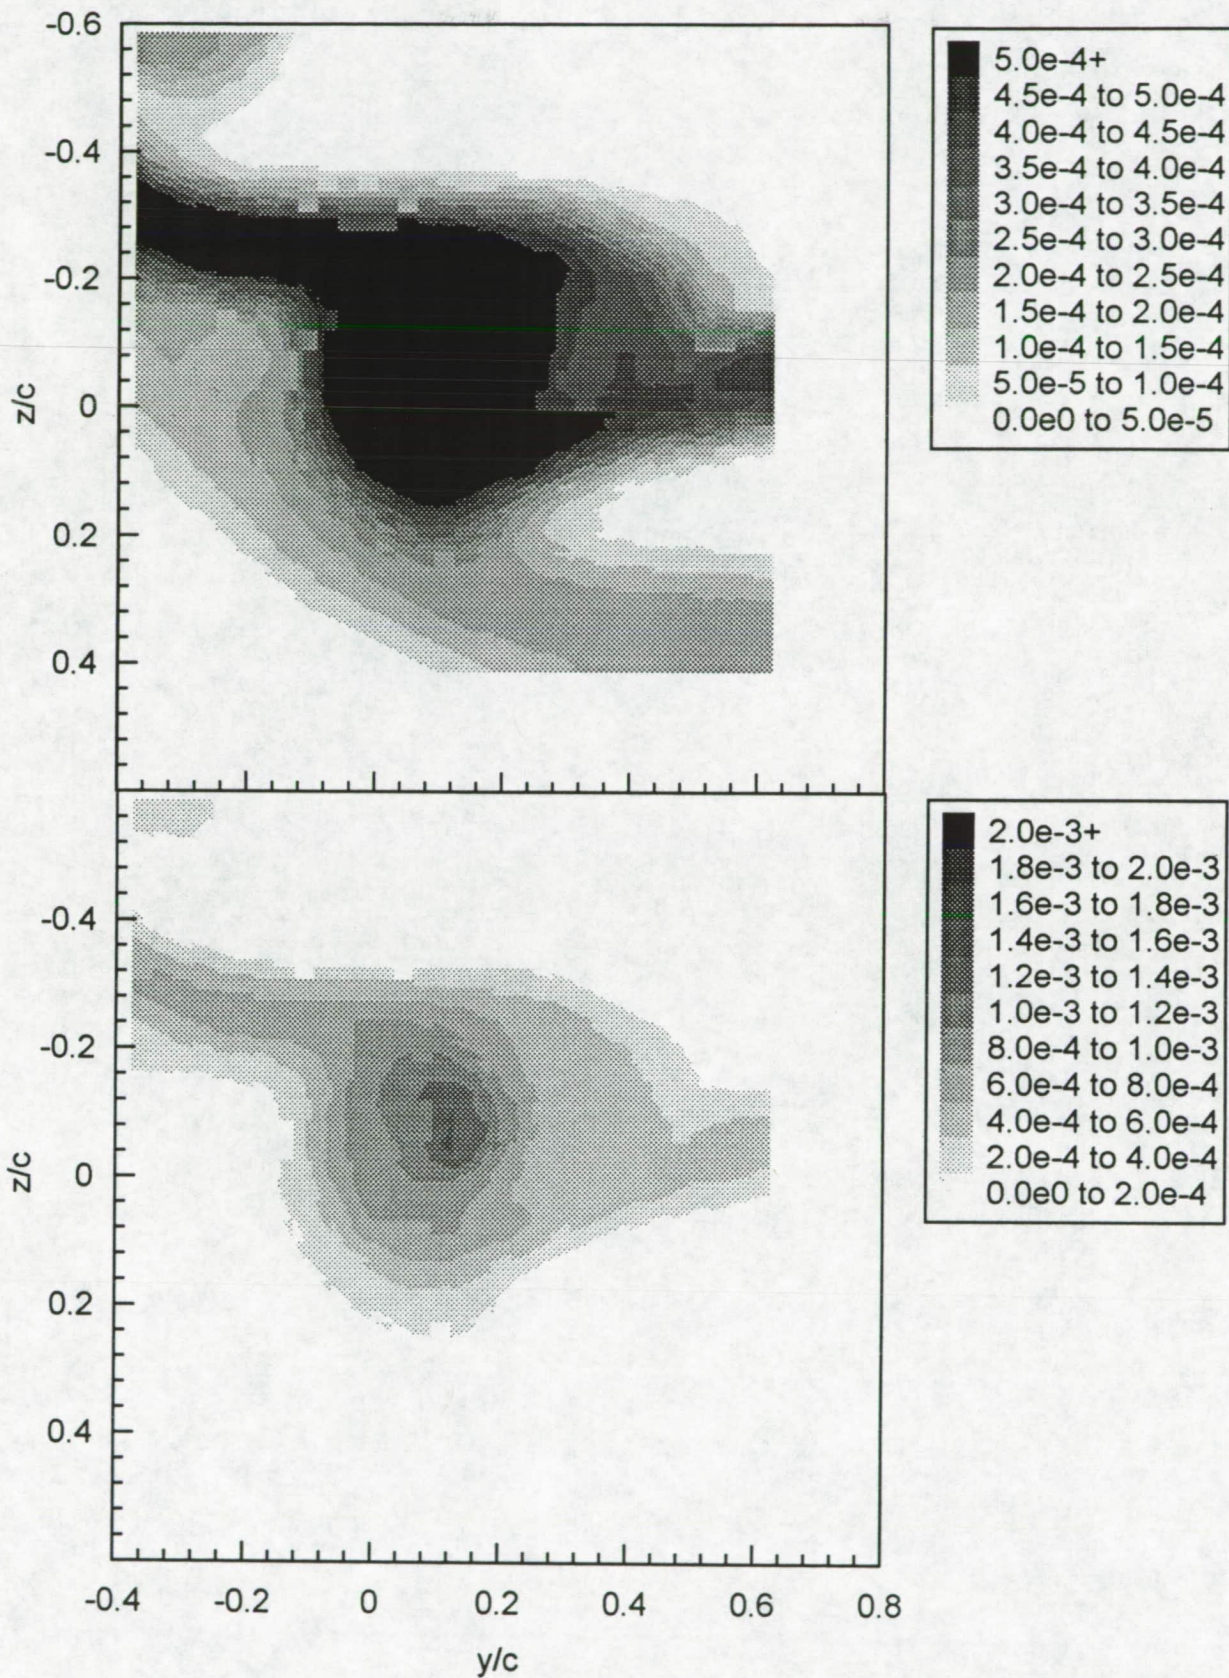 -0.6
-0.4
-0.2
0
0.2
0.4
z/c
5.0e-4+
4.5e-4 to 5.0e-4
4.0e-4 to 4.5e-4
3.5e-4 to 4.0e-4
3.0e-4 to 3.5e-4
2.5e-4 to 3.0e-4
2.0e-4 to 2.5e-4
1.5e-4 to 2.0e-4
1.0e-4 to 1.5e-4
5.0e-5 to 1.0e-4
0.0e0 to 5.0e-5
-0.4
-0.2
0
0.2
0.4
z/c
2.0e-3+
1.8e-3 to 2.0e-3
1.6e-3 to 1.8e-3
1.4e-3 to 1.6e-3
1.2e-3 to 1.4e-3
1.0e-3 to 1.2e-3
8.0e-4 to 1.0e-3
6.0e-4 to 8.0e-4
4.0e-4 to 6.0e-4
2.0e-4 to 4.0e-4
0.0e0 to 2.0e-4
-0.4 -0.2 0 0.2 0.4 0.6 0.8
y/c